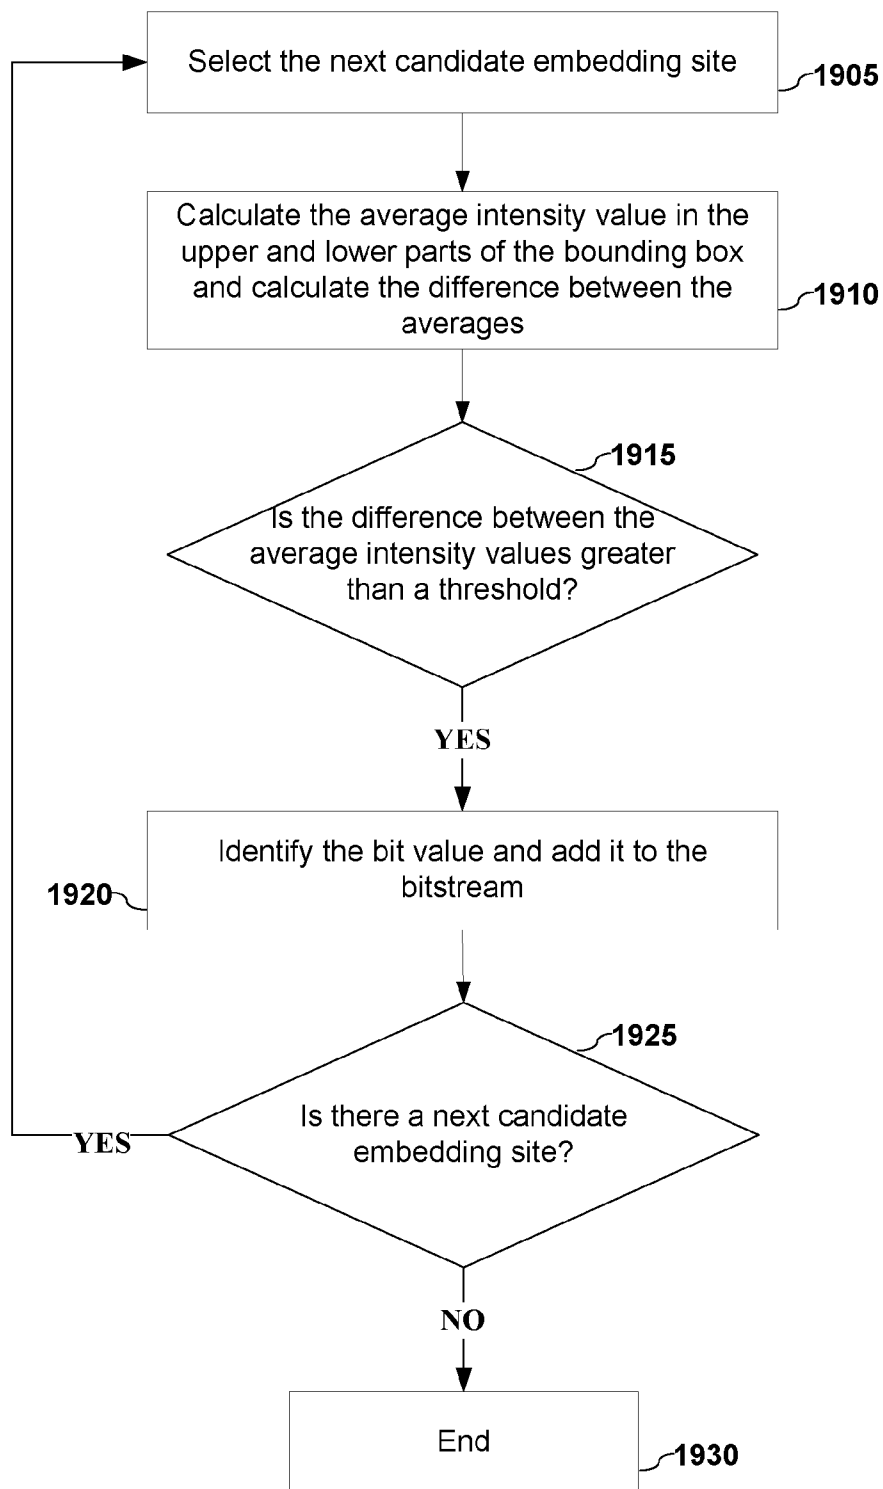 Select the next candidate embedding site
1905
Calculate the average intensity value in the
upper and lower parts of the bounding box
and calculate the difference between the
averages
1910
1915
Is the difference between the
average intensity values greater
than a threshold?
YES
Identify the bit value and add it to the
bitstream
1920
1925
Is there a next candidate
embedding site?
YES
NO
End
1930